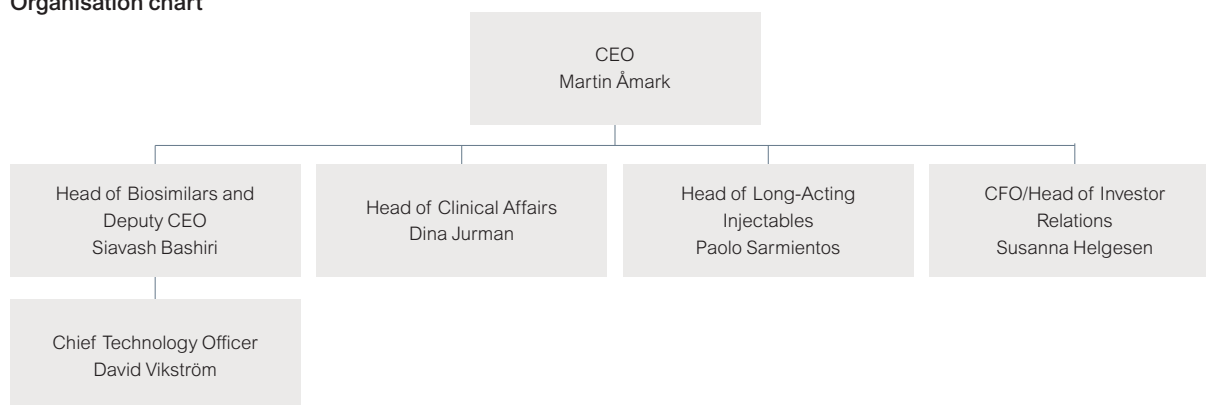 Organisation chart
CEO
Martin Åmark
Head of Biosimilars and
Deputy CEO
Siavash Bashiri
Head of Clinical Affairs
Dina Jurman
Head of Long-Acting
Injectables
Paolo Sarmientos
CFO/Head of Investor
Relations
Susanna Helgesen
Chief Technology Officer
David Vikström